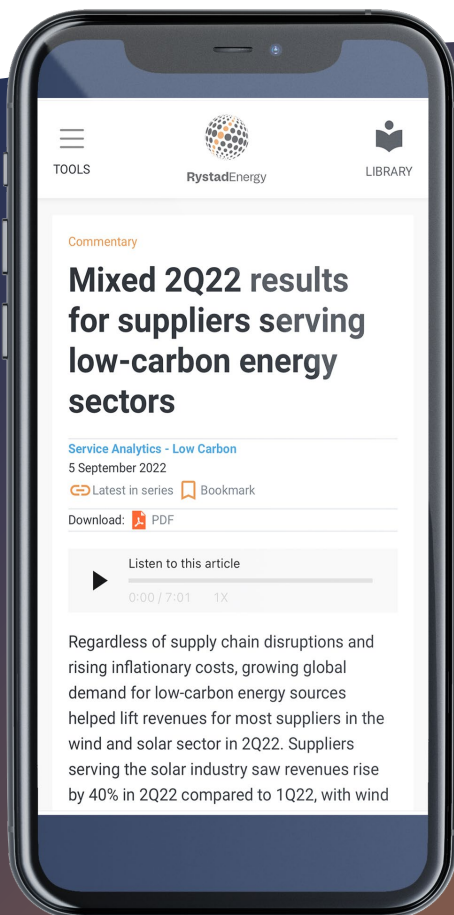 TOOLS
RystadEnergy
LIBRARY
Commentary
Mixed 2Q22 results
for suppliers serving
low-carbon energy
sectors
Service Analytics - Low Carbon
5 September 2022
Latest in series Bookmark
Download: PDF
Listen to this article
0:00 / 7:01 1X
Regardless of supply chain disruptions and
rising inflationary costs, growing global
demand for low-carbon energy sources
helped lift revenues for most suppliers in the
wind and solar sector in 2Q22. Suppliers
serving the solar industry saw revenues rise
by 40% in 2Q22 compared to 1Q22, with wind